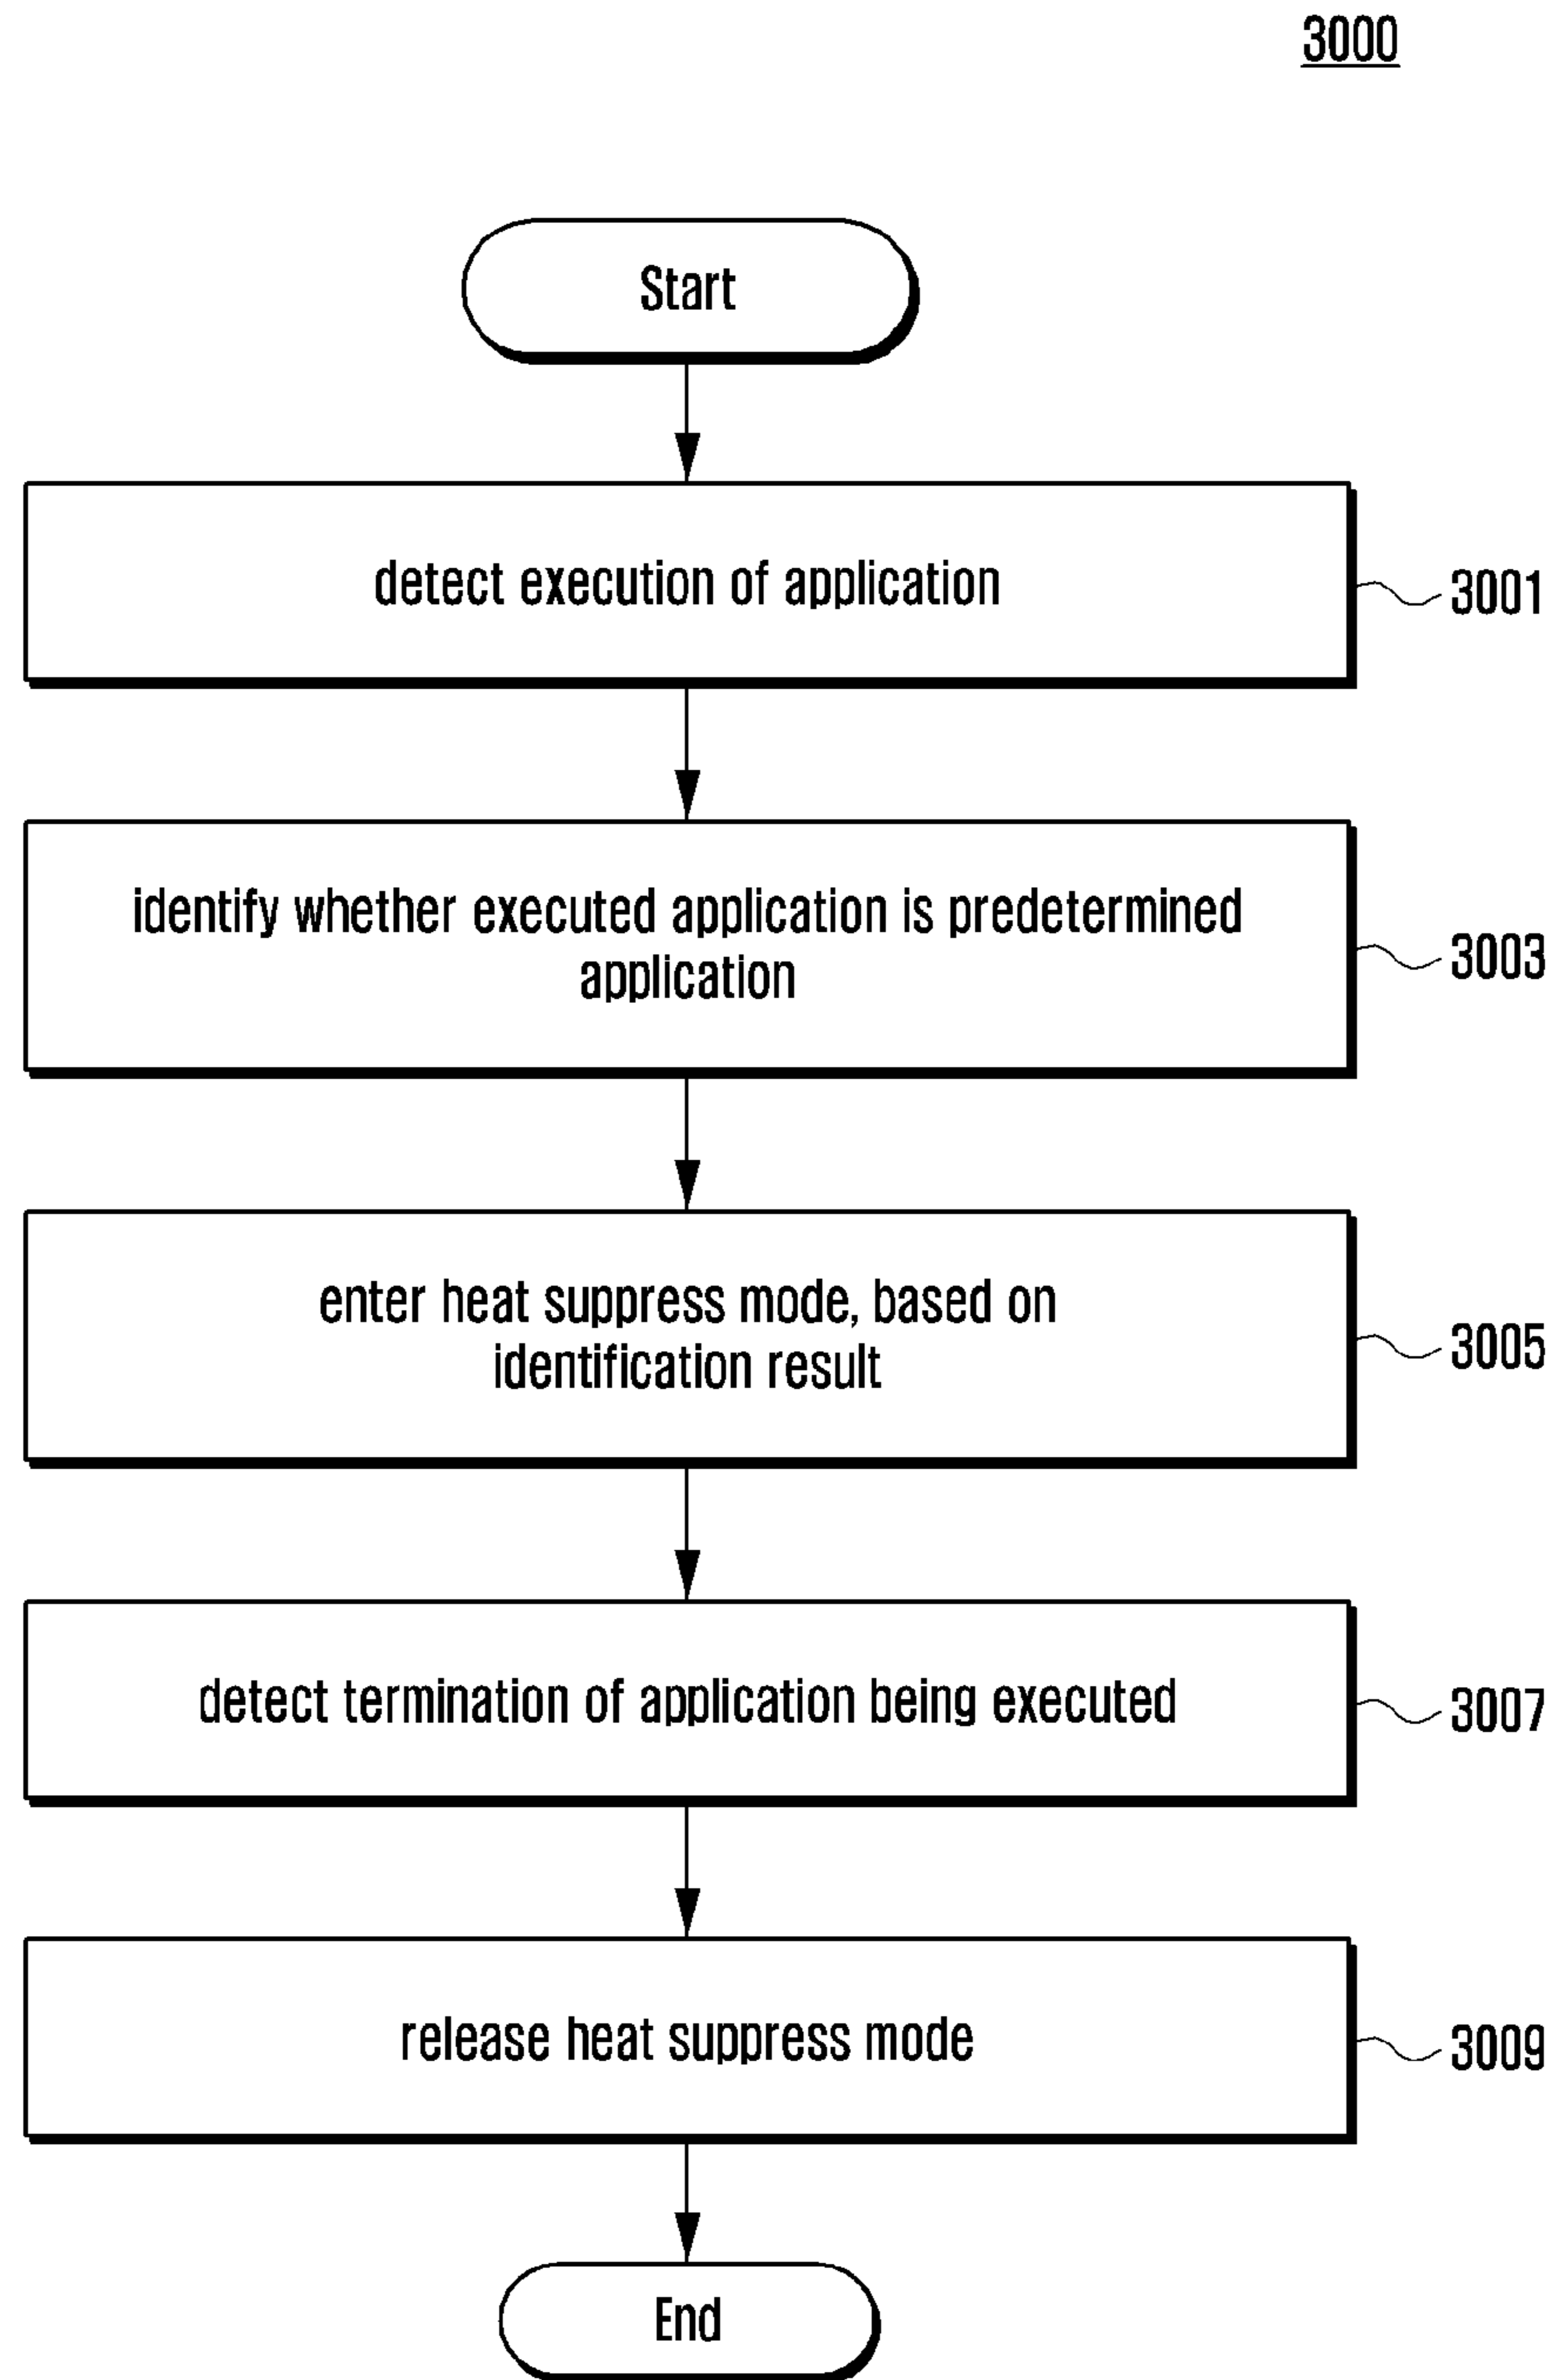 3000
Start
detect execution of application
3001
identify whether executed application is predetermined
application
3003
enter heat suppress mode, based on
identification result
3005
detect termination of application being executed
3007
release heat suppress mode
3009
End